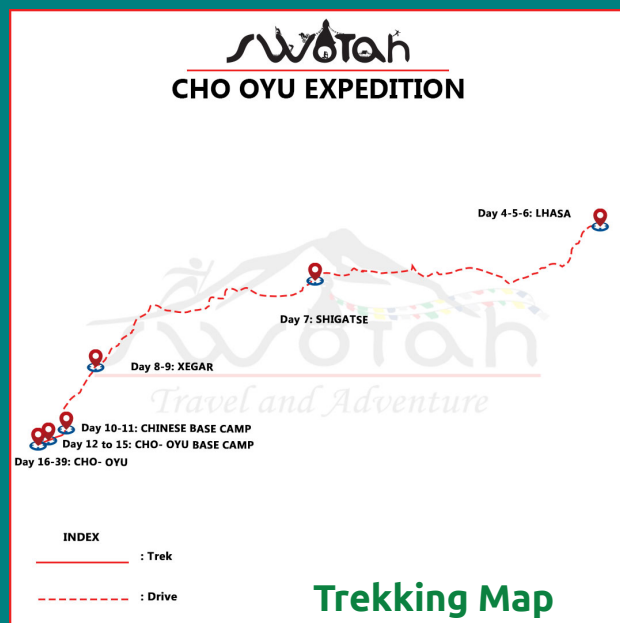 SWOTAH
CHO OYU EXPEDITION
Day 4-5-6: LHASA
Day 7: SHIGATSE
SWOTAH
Day 8-9: XEGAR
Travel and Adventure
Day 10-11: CHINESE BASE CAMP
Day 12 to 15: CHO- OYU BASE CAMP
Day 16-39: CHO- OYU
INDEX
: Trek
: Drive
Trekking Map